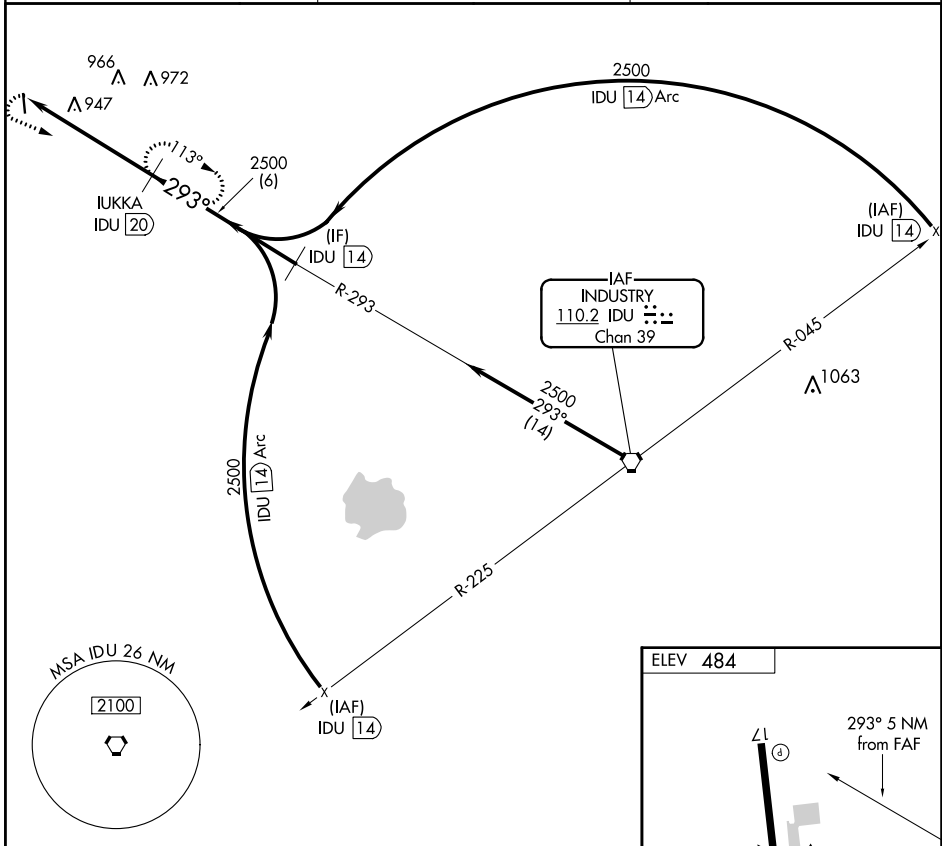 966
972
947
2500
IDU 14 Arc
113°
293°
2500
(6)
IUKKA
IDU 20
(IF)
IDU 14
(IAF)
IDU 14
R-293
IAF
INDUSTRY
110.2 IDU
Chan 39
R-045
1063
2500
293°
(14)
2500
IDU 14 Arc
R-225
MSA IDU 26 NM
2100
(IAF)
IDU 14
ELEV 484
17
P
293° 5 NM
from FAF